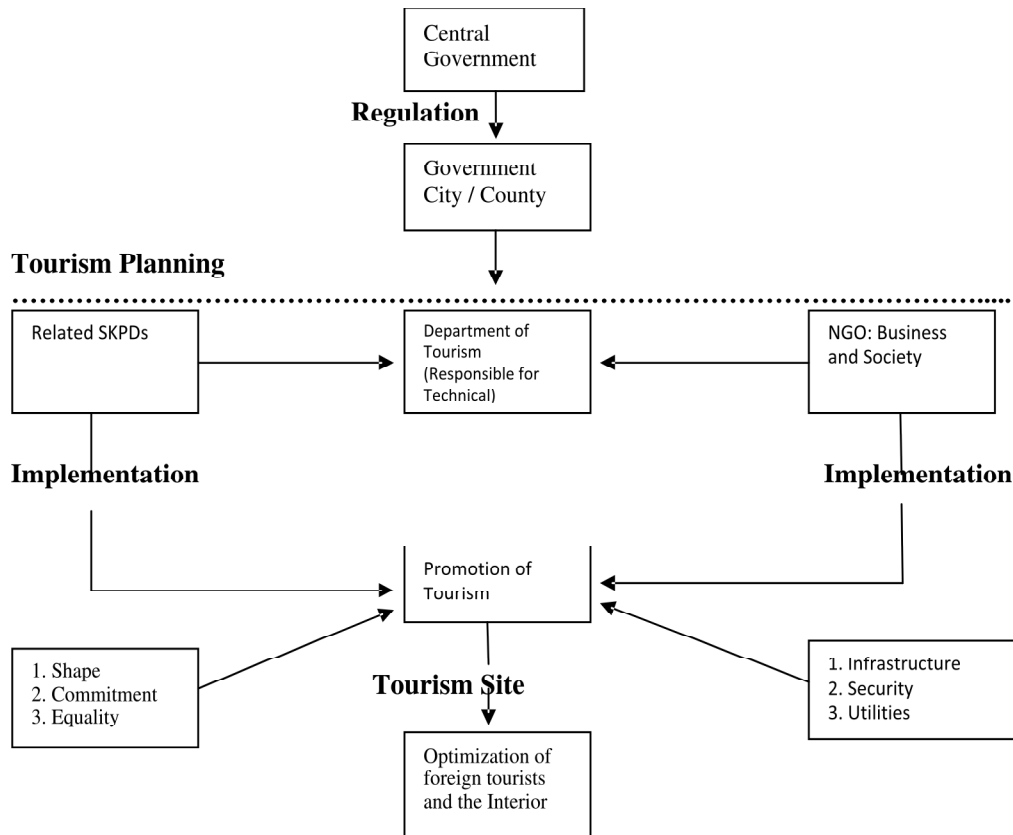 Central
Government
Regulation
Government
City / County
Tourism Planning
Related SKPDs
Department of
Tourism
(Responsible for
Technical)
NGO: Business
and Society
Implementation
Implementation
Promotion of
Tourism
1. Shape
2. Commitment
3. Equality
1. Infrastructure
2. Security
3. Utilities
Tourism Site
Optimization of
foreign tourists
and the Interior